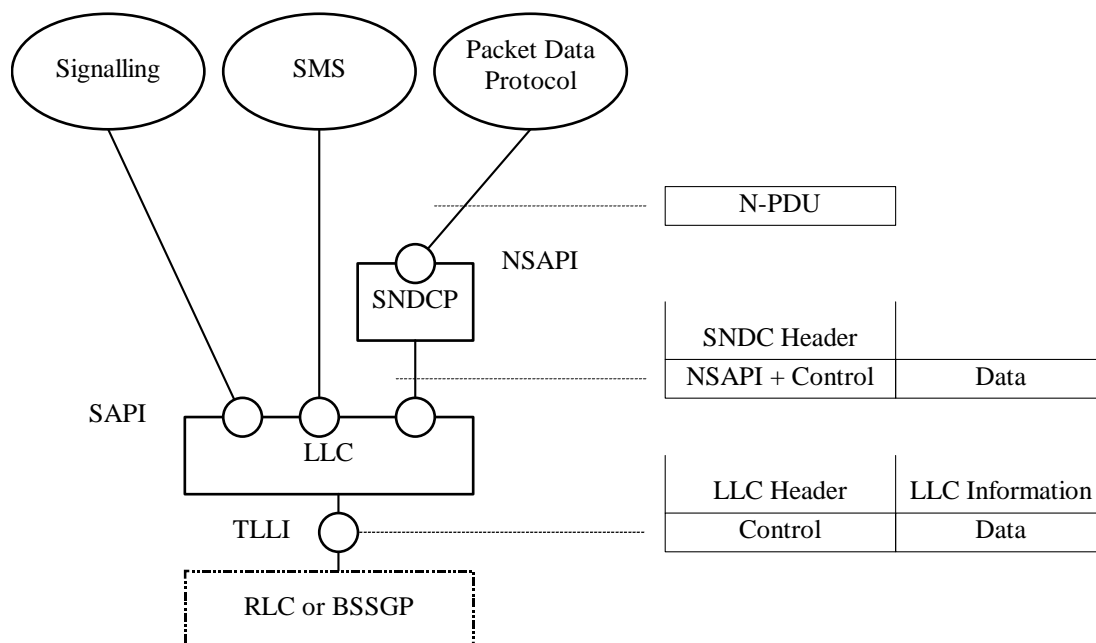 Signalling
SMS
Packet Data
Protocol
N-PDU
NSAPI
SNDCP
SNDC Header
NSAPI + Control
Data
SAPI
LLC
LLC Header
LLC Information
TLLI
Control
Data
RLC or BSSGP